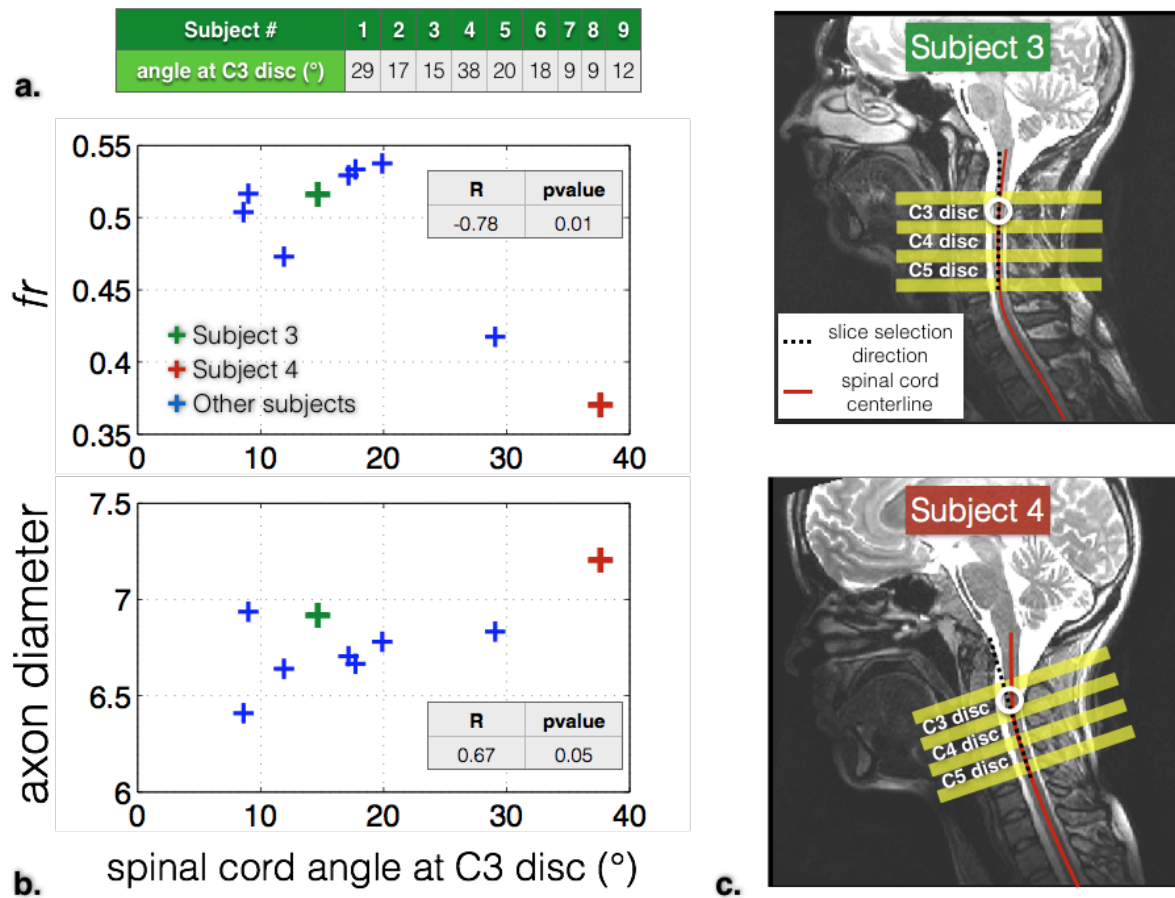 Subject # 1 2 3 4 5 6 7 8 9
angle at C3 disc (°) 29 17 15 38 20 18 9 9 12
a.
fr
0.55
0.5
0.45
0.4
0.35
0 10 20 30 40
R pvalue
-0.78 0.01
Subject 3
Subject 4
Other subjects
axon diameter
7.5
7
6.5
6
0 10 20 30 40
R pvalue
0.67 0.05
spinal cord angle at C3 disc (°)
b.
Subject 3
C3 disc
C4 disc
C5 disc
slice selection
direction
spinal cord
centerline
Subject 4
C3 disc
C4 disc
C5 disc
c.